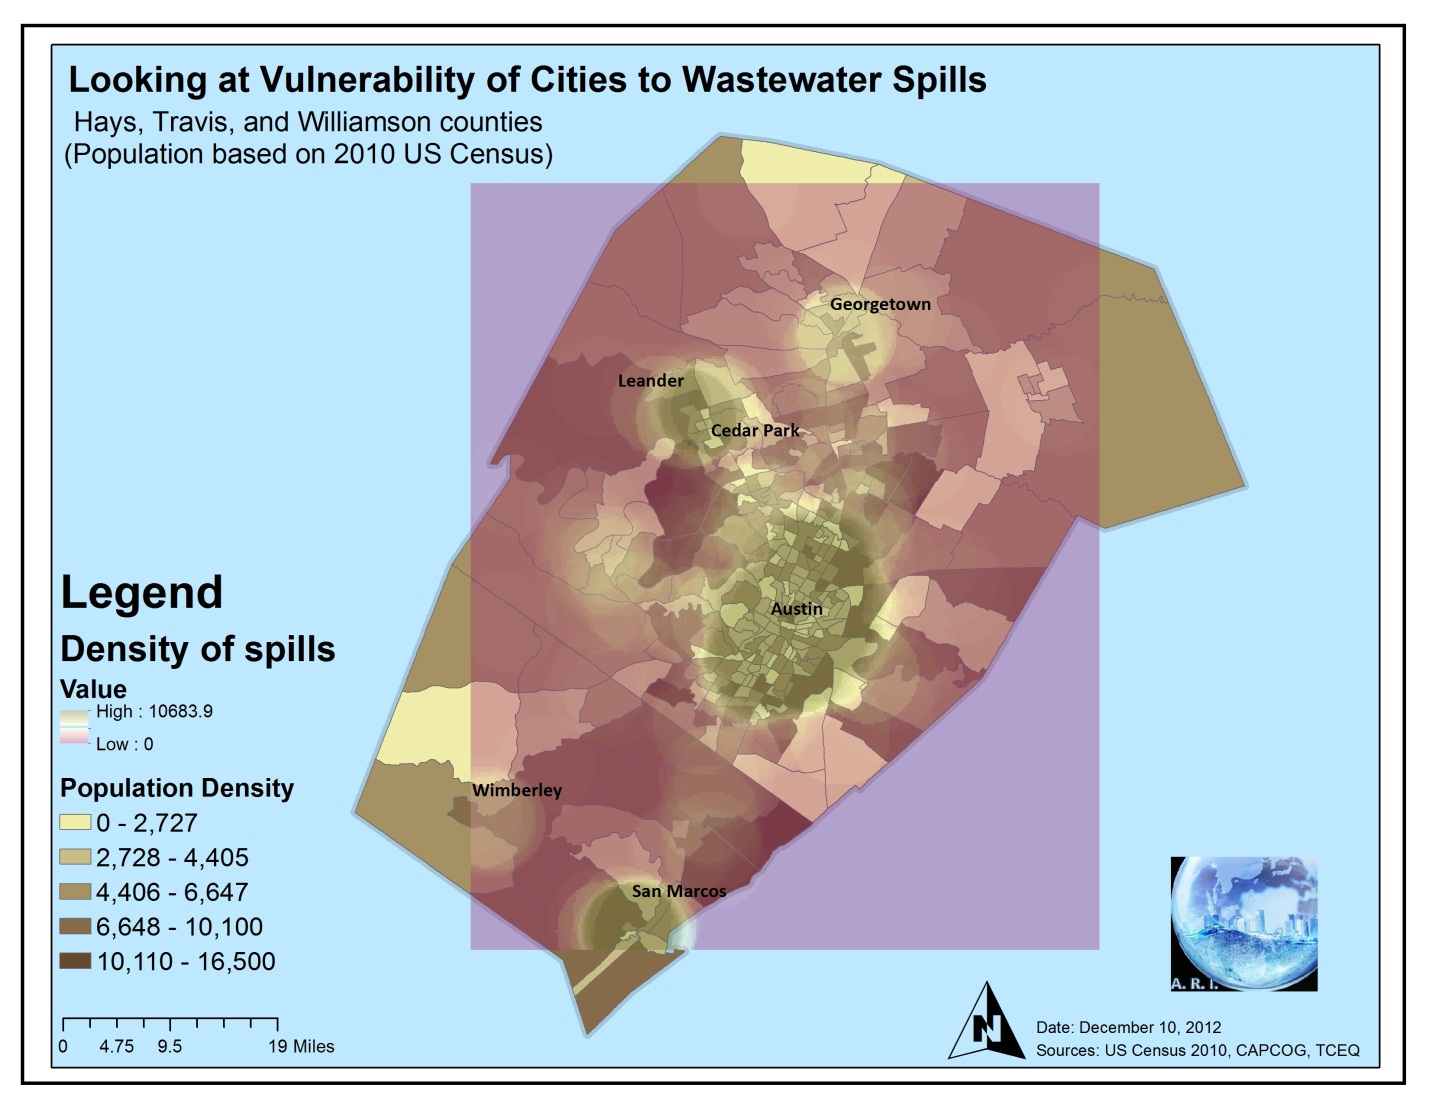 Looking at Vulnerability of Cities to Wastewater Spills
Hays, Travis, and Williamson counties
(Population based on 2010 US Census)
Georgetown
Leander
Cedar Park
Austin
Wimberley
San Marcos
Legend
Density of spills
Value
High : 10683.9
Low : 0
Population Density
0 - 2,727
2,728 - 4,405
4,406 - 6,647
6,648 - 10,100
10,110 - 16,500
0 4.75 9.5 19 Miles
A. R. I.
N
Date: December 10, 2012
Sources: US Census 2010, CAPCOG, TCEQ